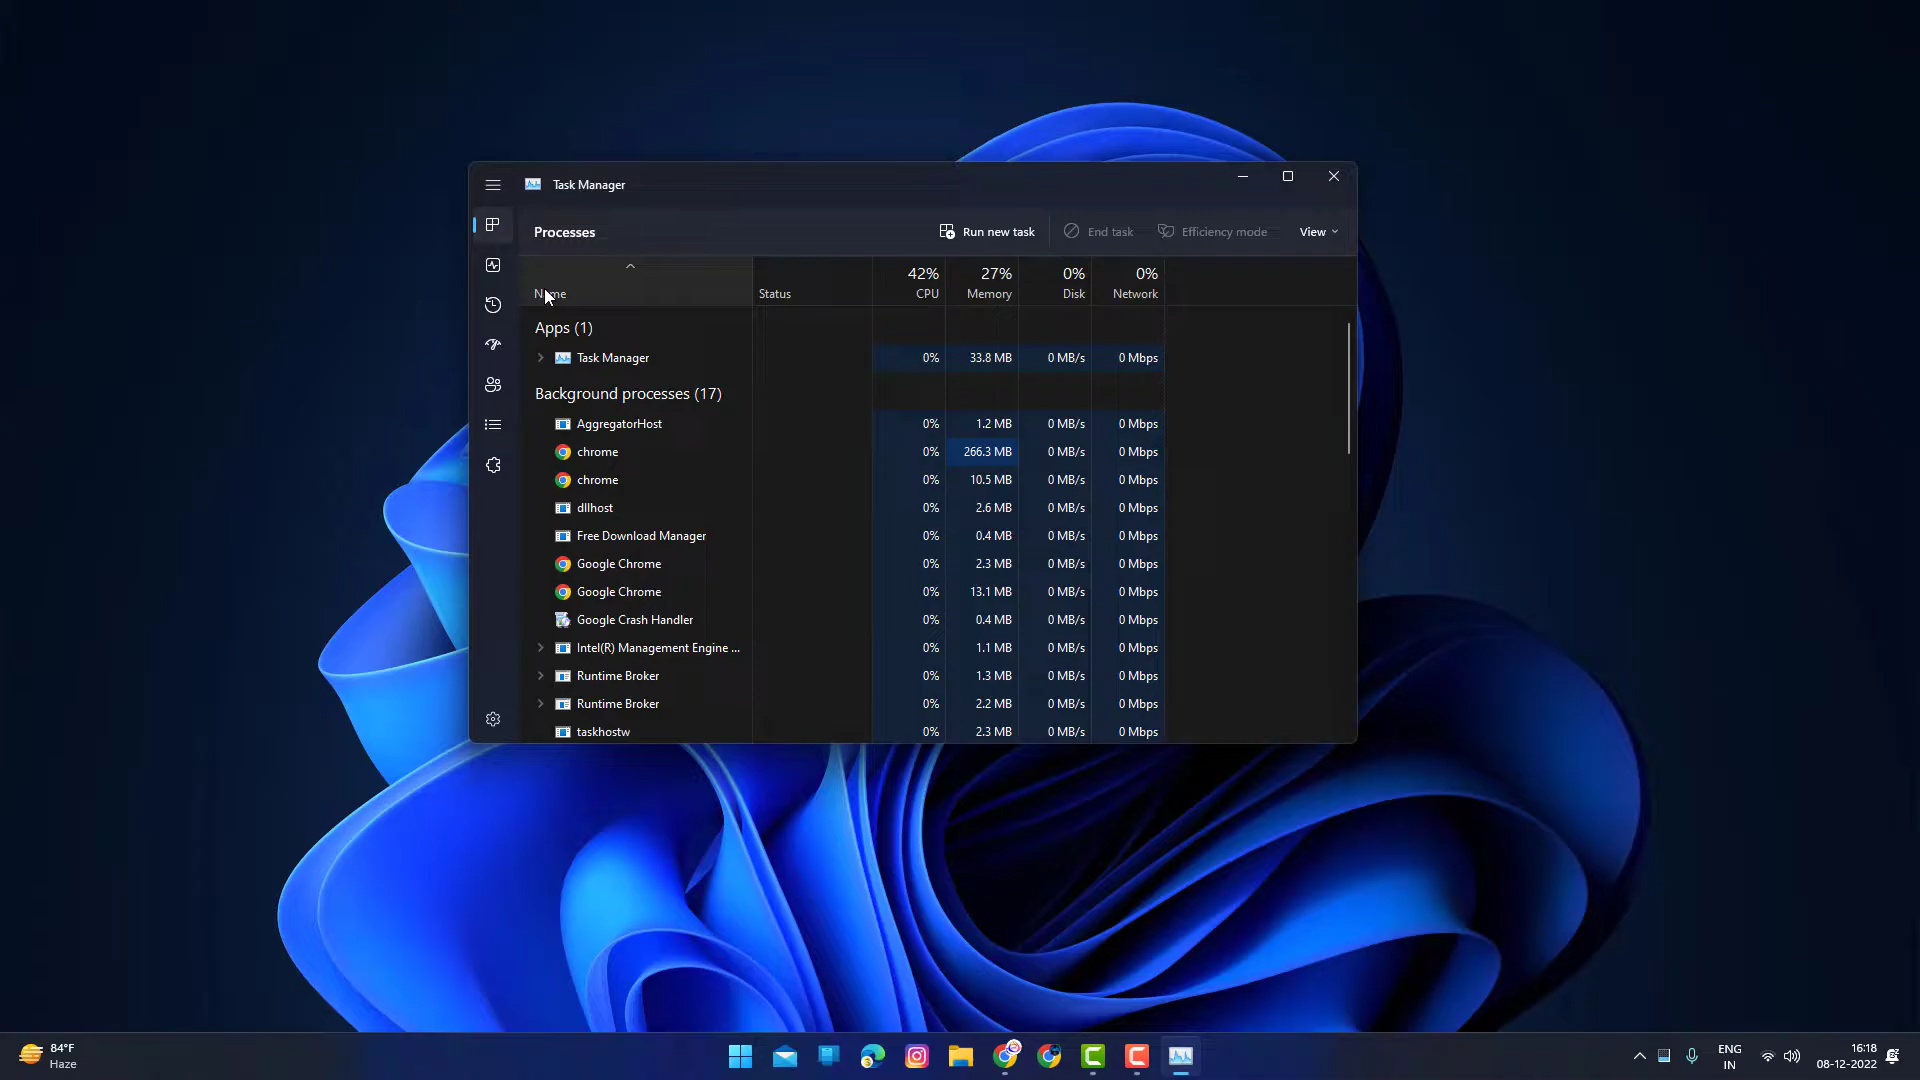 Task Manager
Processes
Run new task
End task
Efficiency mode
View
42%
27%
0%
0%
Name
Status
CPU
Memory
Disk
Network
Apps (1)
Task Manager 0% 33.8 MB 0 MB/s 0 Mbps
Background processes (17)
AggregatorHost 0% 1.2 MB 0 MB/s 0 Mbps
chrome 0% 266.3 MB 0 MB/s 0 Mbps
chrome 0% 10.5 MB 0 MB/s 0 Mbps
dllhost 0% 2.6 MB 0 MB/s 0 Mbps
Free Download Manager 0% 0.4 MB 0 MB/s 0 Mbps
Google Chrome 0% 2.3 MB 0 MB/s 0 Mbps
Google Chrome 0% 13.1 MB 0 MB/s 0 Mbps
Google Crash Handler 0% 0.4 MB 0 MB/s 0 Mbps
Intel(R) Management Engine ... 0% 1.1 MB 0 MB/s 0 Mbps
Runtime Broker 0% 1.3 MB 0 MB/s 0 Mbps
Runtime Broker 0% 2.2 MB 0 MB/s 0 Mbps
taskhostw 0% 2.3 MB 0 MB/s 0 Mbps
84°F
Haze
ENG
IN
16:18
08-12-2022